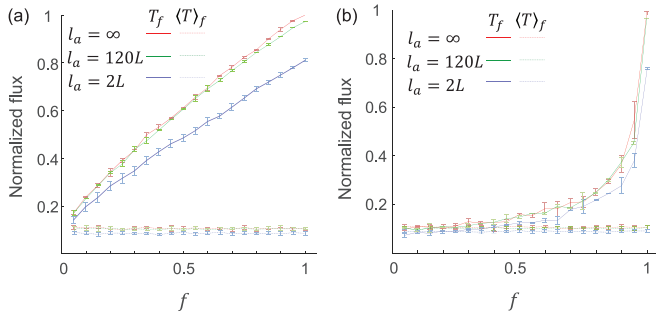 (a)
T_f ⟨T⟩_f
l_a = ∞
l_a = 120L
l_a = 2L
Normalized flux
1
0.8
0.6
0.4
0.2
0
0.5
1
f
(b)
T_f ⟨T⟩_f
l_a = ∞
l_a = 120L
l_a = 2L
Normalized flux
1
0.8
0.6
0.4
0.2
0
0.5
1
f